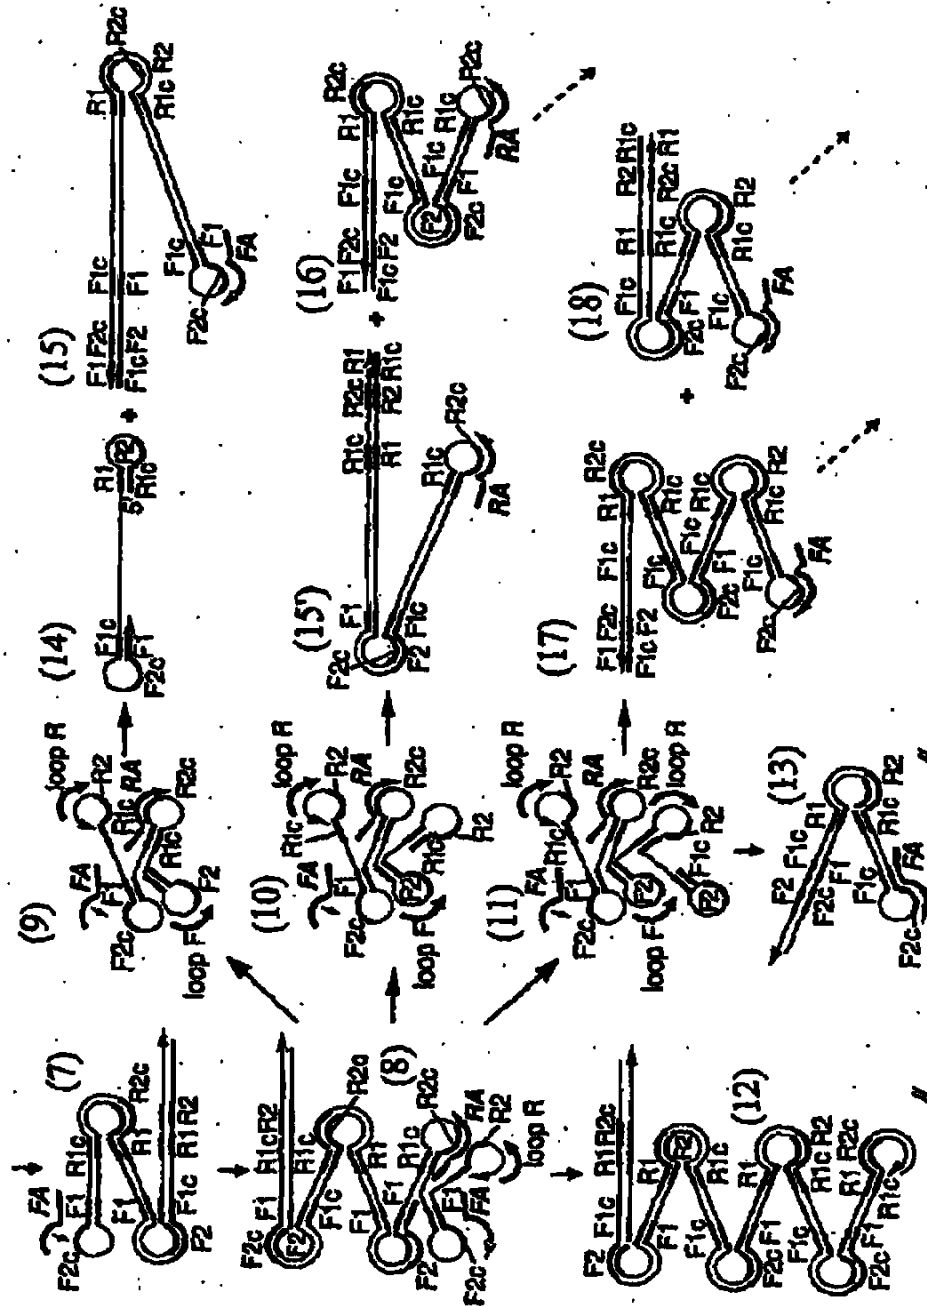 (7)
FA
F2c
F1
R1c
R2c
F1
R1
F2
F1c
R1 R2
(8)
F2c
F1
R1c R2
F2
F1c
R1c
R2c
F1
R1
F2
F1
R1c
R2c
RA
R2
loop R
F1
FA
F2c
(12)
F2
F1c
R1 R2c
F1
R1
R2
F1c
R1c
F2c
F1
R1
R2
F1c
R1c
F2c
F1
R1
R2c
R1c
(9)
FA
F1
F2c
R1c
R2
loop R
RA
R2c
R1c
F2
loop F
(10)
FA
F1
F2c
R1c
R2
loop R
RA
R2c
F2
R1c
R2
loop F
(11)
FA
F1
F2c
R1c
R2
loop R
RA
R2c
F2
loop R
R2
F1c
F2
loop F
(13)
F2
F1c
F2c
R1
F1
R1c
R2
F1c
FA
F2c
(14)
F1c
F1
F2c
R1
R2
5'
R1c
+
(15)
F1 F2c
F1c
R1
R2c
F1c F2
F1
R1c
R2
F1c
F1
F2c
FA
(15')
F1
R1c
R2c R1
F2c
R1
R2 R1c
F2
F1c
R1c
R2c
RA
+
(16)
F1 F2c
F1c
R1
R2c
F1c F2
F1c
R1c
F2
F1c
R1c
R2c
F2c
F1
RA
(17)
F1 F2c
F1c
R1
R2c
F1c F2
F1c
R1c
F1c
R1c
F2c
F1
R1c
R2
F1c
F2c
FA
+
(18)
F1c
R1
R2 R1c
R1c
R2c R1
F2c
F1
R1c
R2
F1c
F2c
FA